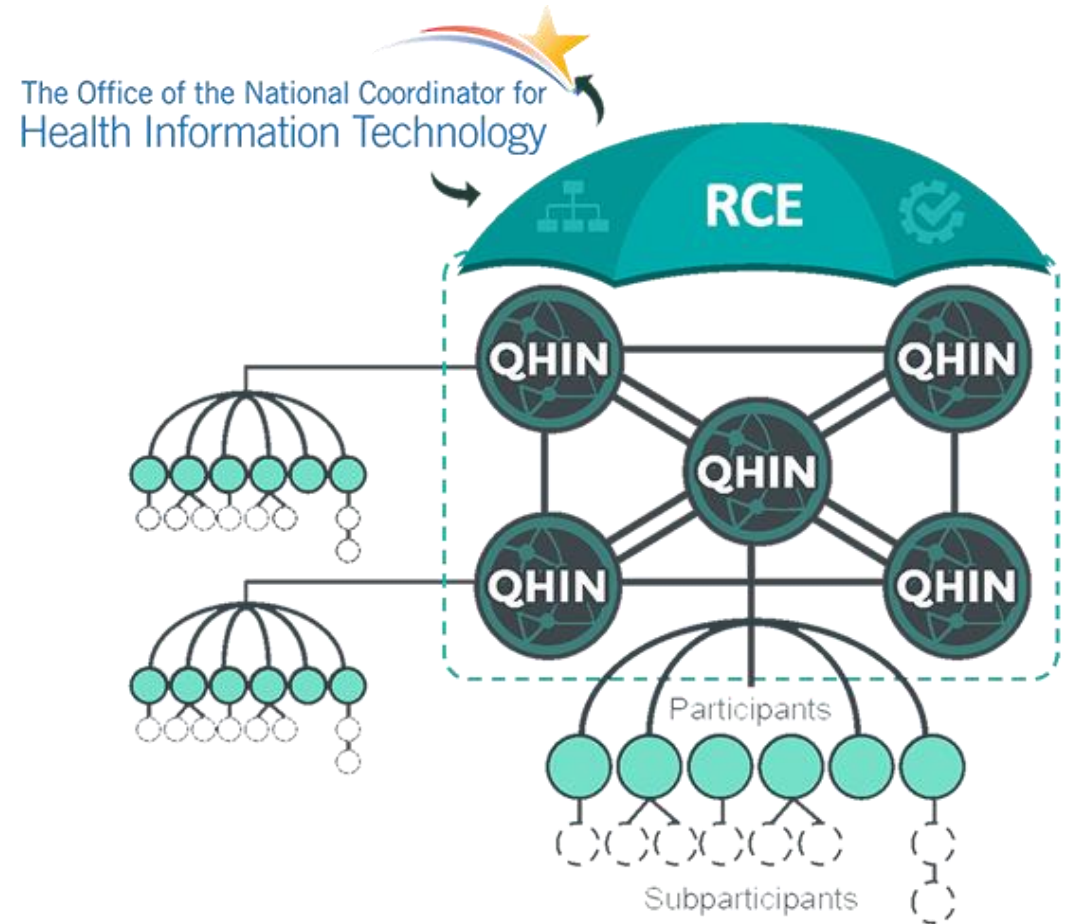 The Office of the National Coordinator for
Health Information Technology
RCE
QHIN
QHIN
QHIN
QHIN
QHIN
Participants
Subparticipants